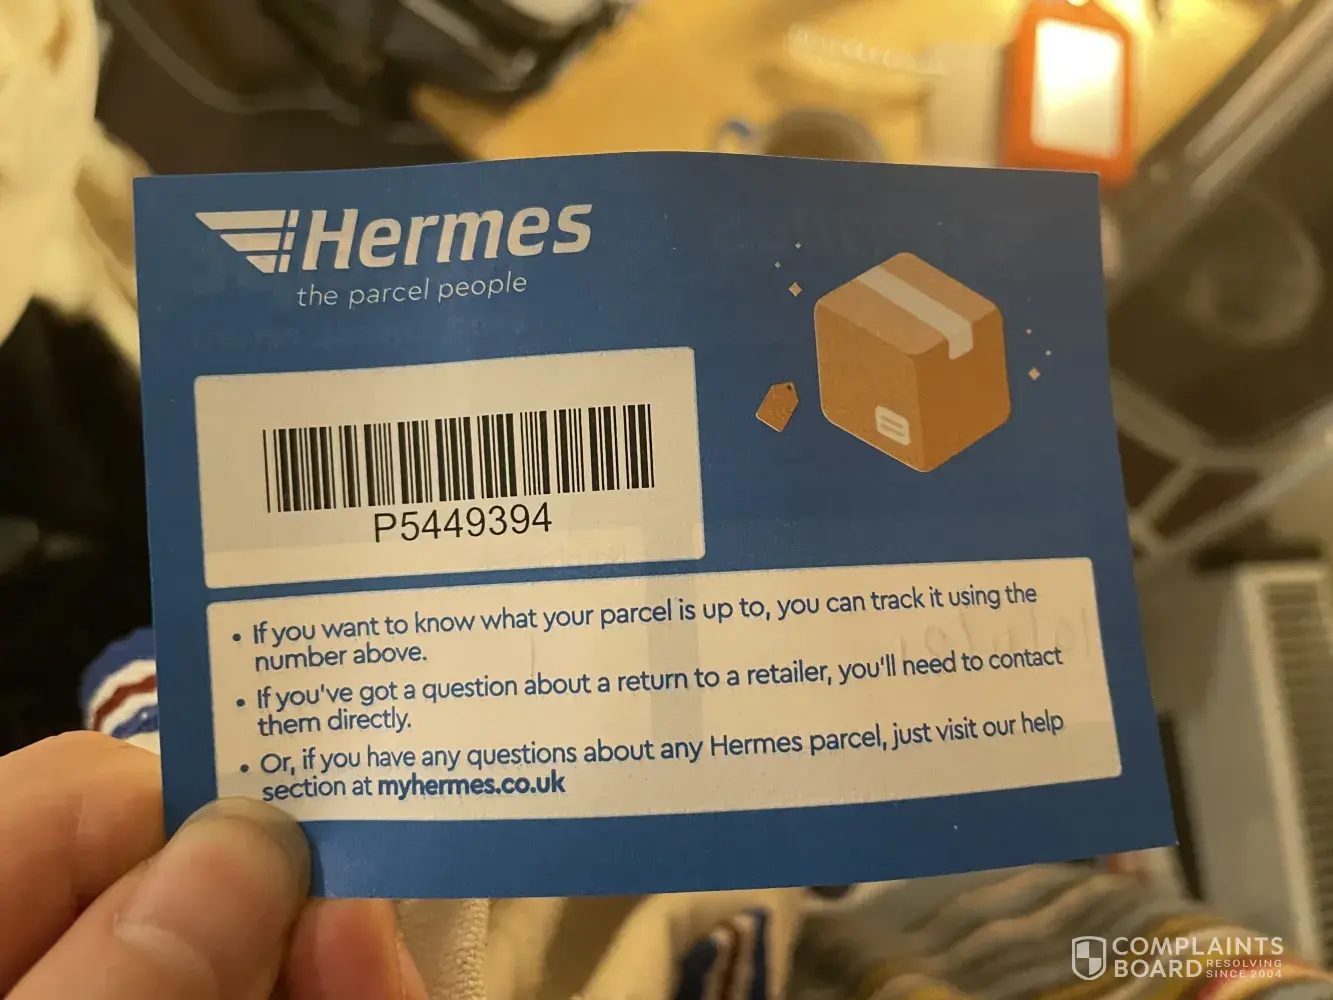 Hermes
the parcel people
P5449394
• If you want to know what your parcel is up to, you can track it using the
number above.
• If you've got a question about a return to a retailer, you'll need to contact
them directly.
• Or, if you have any questions about any Hermes parcel, just visit our help
section at myhermes.co.uk
COMPLAINTS
BOARD RESOLVING
SINCE 2004